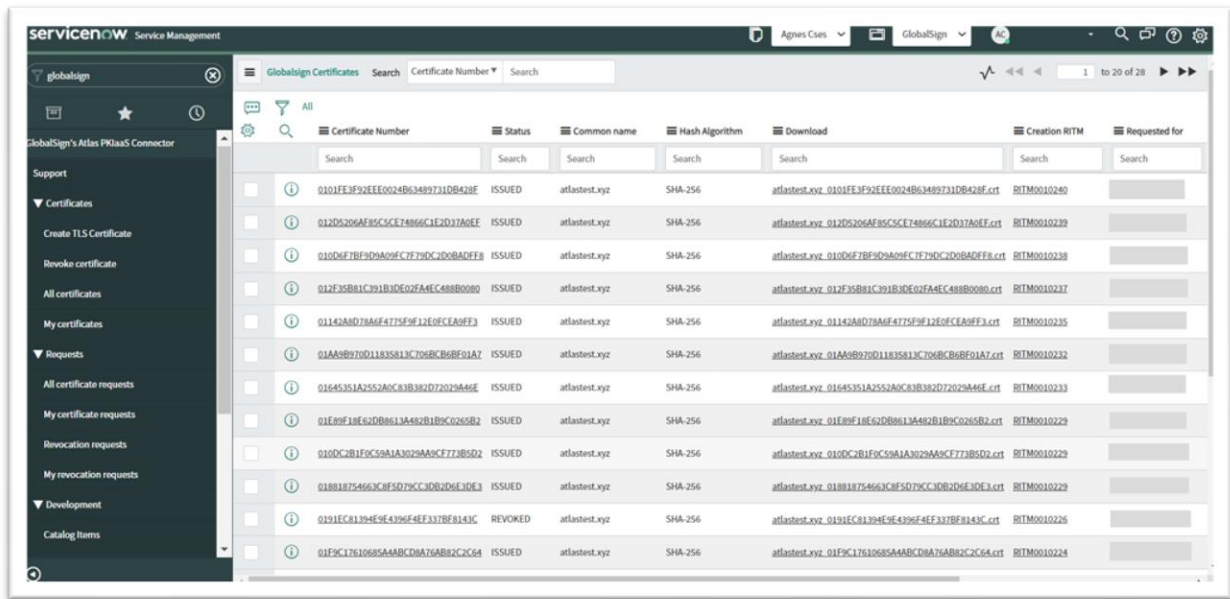 servicenow Service Management Agnes Cses GlobalSign AC
globalsign
Globalsign Certificates Search Certificate Number Search 1 to 20 of 28
All
GlobalSign's Atlas PKIaaS Connector
Support
Certificates
Create TLS Certificate
Revoke certificate
All certificates
My certificates
Requests
All certificate requests
My certificate requests
Revocation requests
My revocation requests
Development
Catalog Items
Certificate Number Status Common name Hash Algorithm Download Creation RITM Requested for
Search Search Search Search Search Search Search
0101FE3F92EEE0024B63489731DB428F ISSUED atlastest.xyz SHA-256 atlastest.xyz_0101FE3F92EEE0024B63489731DB428F.crt RITM0010240
012D5206AF85C5CE74866C1E2D37A0EF ISSUED atlastest.xyz SHA-256 atlastest.xyz_012D5206AF85C5CE74866C1E2D37A0EF.crt RITM0010239
010D6F7BF9D9A09FC7F79DC2D0BADFF8 ISSUED atlastest.xyz SHA-256 atlastest.xyz_010D6F7BF9D9A09FC7F79DC2D0BADFF8.crt RITM0010238
012F35B81C391B3DE02FA4EC488B0080 ISSUED atlastest.xyz SHA-256 atlastest.xyz_012F35B81C391B3DE02FA4EC488B0080.crt RITM0010237
01142A8D78A6F4775F9F12E0FCEA9FF3 ISSUED atlastest.xyz SHA-256 atlastest.xyz_01142A8D78A6F4775F9F12E0FCEA9FF3.crt RITM0010235
01AA9B970D11835813C706BCB6BF01A7 ISSUED atlastest.xyz SHA-256 atlastest.xyz_01AA9B970D11835813C706BCB6BF01A7.crt RITM0010232
01645351A2552A0C83B382D72029A46E ISSUED atlastest.xyz SHA-256 atlastest.xyz_01645351A2552A0C83B382D72029A46E.crt RITM0010233
01E89F18E62DB8613A482B1B9C0265B2 ISSUED atlastest.xyz SHA-256 atlastest.xyz_01E89F18E62DB8613A482B1B9C0265B2.crt RITM0010229
010DC2B1F0C59A1A3029AA9CF773B5D2 ISSUED atlastest.xyz SHA-256 atlastest.xyz_010DC2B1F0C59A1A3029AA9CF773B5D2.crt RITM0010229
018818754663C8F5D79CC3DB2D6E3DE3 ISSUED atlastest.xyz SHA-256 atlastest.xyz_018818754663C8F5D79CC3DB2D6E3DE3.crt RITM0010229
0191EC81394E9E4396F4EF337BF8143C REVOKED atlastest.xyz SHA-256 atlastest.xyz_0191EC81394E9E4396F4EF337BF8143C.crt RITM0010226
01F9C17610685A4ABCD8A76AB82C2C64 ISSUED atlastest.xyz SHA-256 atlastest.xyz_01F9C17610685A4ABCD8A76AB82C2C64.crt RITM0010224